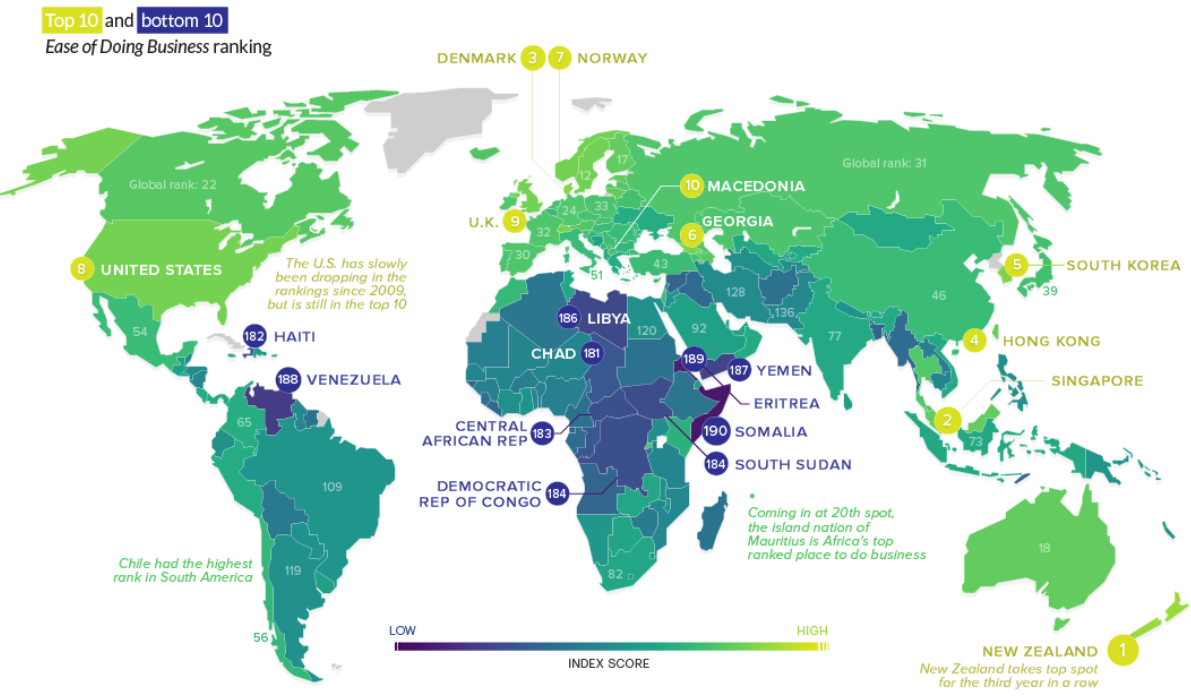 Top 10 and bottom 10
Ease of Doing Business ranking
DENMARK 3 7 NORWAY
17
Global rank: 22
12
Global rank: 31
10 MACEDONIA
24
33
U.K. 9
GEORGIA
32
6
30
8 UNITED STATES
The U.S. has slowly
been dropping in the
rankings since 2009,
but is still in the top 10
43
51
5 SOUTH KOREA
39
128
46
136
54
186 LIBYA
120
92
77
182 HAITI
4 HONG KONG
CHAD 181
189
187 YEMEN
188 VENEZUELA
SINGAPORE
ERITREA
65
2
CENTRAL
AFRICAN REP 183
190 SOMALIA
73
184 SOUTH SUDAN
109
DEMOCRATIC
REP OF CONGO 184
Coming in at 20th spot,
the island nation of
Mauritius is Africa's top
ranked place to do business
18
Chile had the highest
rank in South America
119
82
56
LOW
HIGH
INDEX SCORE
NEW ZEALAND 1
New Zealand takes top spot
for the third year in a row